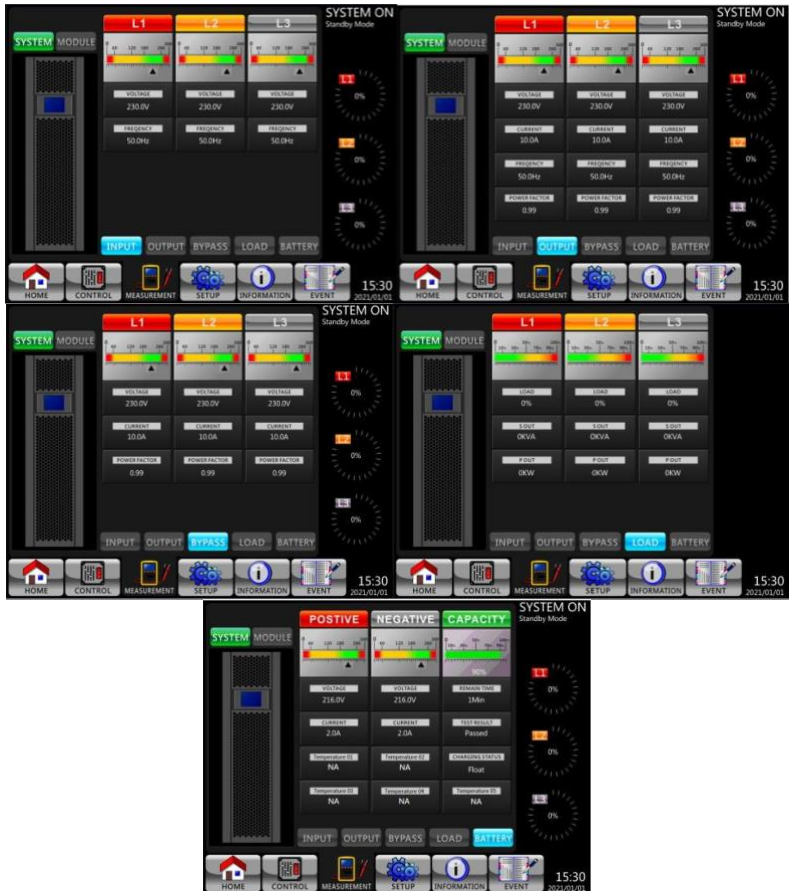 L1 L2 L3 SYSTEM ON
Standby Mode
SYSTEM MODULE
VOLTAGE VOLTAGE VOLTAGE
230.0V 230.0V 230.0V
FREQENCY FREQENCY FREQENCY
50.0Hz 50.0Hz 50.0Hz
L1
0%
L2
0%
L3
0%
INPUT OUTPUT BYPASS LOAD BATTERY
HOME CONTROL MEASUREMENT SETUP INFORMATION EVENT
15:30
2021/01/01
L1 L2 L3 SYSTEM ON
Standby Mode
SYSTEM MODULE
VOLTAGE VOLTAGE VOLTAGE
230.0V 230.0V 230.0V
CURRENT CURRENT CURRENT
10.0A 10.0A 10.0A
FREQENCY FREQENCY FREQENCY
50.0Hz 50.0Hz 50.0Hz
POWER FACTOR POWER FACTOR POWER FACTOR
0.99 0.99 0.99
L1
0%
L2
0%
0%
INPUT OUTPUT BYPASS LOAD BATTERY
HOME CONTROL MEASUREMENT SETUP INFORMATION EVENT
15:30
2021/01/01
L1 L2 L3 SYSTEM ON
Standby Mode
SYSTEM MODULE
VOLTAGE VOLTAGE VOLTAGE
230.0V 230.0V 230.0V
CURRENT CURRENT CURRENT
10.0A 10.0A 10.0A
POWER FACTOR POWER FACTOR POWER FACTOR
0.99 0.99 0.99
L1
0%
L2
0%
0%
INPUT OUTPUT BYPASS LOAD BATTERY
HOME CONTROL MEASUREMENT SETUP INFORMATION EVENT
15:30
2021/01/01
L1 L2 L3
SYSTEM MODULE
LOAD LOAD LOAD
0% 0% 0%
S OUT S OUT S OUT
0KVA 0KVA 0KVA
P OUT P OUT P OUT
0KW 0KW 0KW
INPUT OUTPUT BYPASS LOAD BATTERY
HOME CONTROL MEASUREMENT SETUP INFORMATION EVENT
15:30
2021/01/01
POSTIVE NEGATIVE CAPACITY SYSTEM ON
Standby Mode
SYSTEM MODULE
90%
VOLTAGE VOLTAGE REMAIN TIME
216.0V 216.0V 1Min
CURRENT CURRENT TEST RESULT
2.0A 2.0A Passed
Temperature 01 Temperature 02 CHARGING STATUS
NA NA Float
Temperature 03 Temperature 04 Temperature 05
NA NA NA
L1
0%
L2
0%
0%
INPUT OUTPUT BYPASS LOAD BATTERY
HOME CONTROL MEASUREMENT SETUP INFORMATION EVENT
15:30
2021/01/01